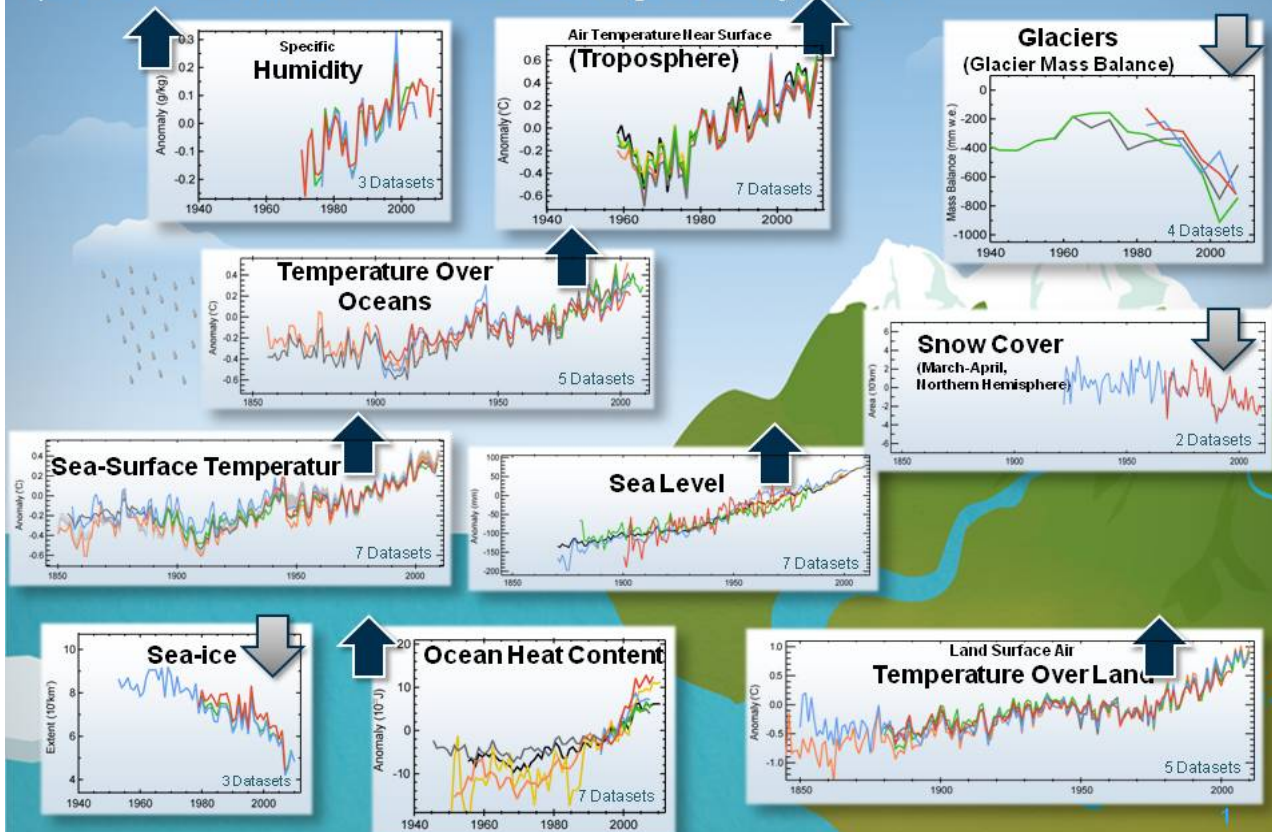 Specific
Humidity
Anomaly (g/kg)
0.3
0.2
0.1
0.0
-0.1
-0.2
3 Datasets
1940
1960
1980
2000
Air Temperature Near Surface
(Troposphere)
Anomaly (°C)
0.6
0.4
0.2
0.0
-0.2
-0.4
-0.6
7 Datasets
1940
1960
1980
2000
Glaciers
(Glacier Mass Balance)
Mass Balance (mm w.e.)
0
-200
-400
-600
-800
-1000
4 Datasets
1940
1960
1980
2000
Temperature Over
Oceans
Anomaly (°C)
0.4
0.2
0.0
-0.2
-0.4
-0.6
5 Datasets
1850
1900
1950
2000
Snow Cover
(March-April,
Northern Hemisphere)
6
4
2
0
-2
-4
-6
2 Datasets
1850
1900
1950
2000
Sea-Surface Temperatur
Anomaly (°C)
0.4
0.2
0.0
-0.2
-0.4
-0.6
7 Datasets
1850
1900
1950
2000
Sea Level
Anomaly (mm)
100
50
0
-50
-100
-150
-200
7 Datasets
1850
1900
1950
2000
Sea-ice
10
8
6
4
3 Datasets
1940
1960
1980
2000
Ocean Heat Content
20
10
0
-10
7 Datasets
1940
1960
1980
2000
Land Surface Air
Temperature Over Land
Anomaly (°C)
1.0
0.5
0.0
-0.5
-1.0
5 Datasets
1850
1900
1950
2000
1